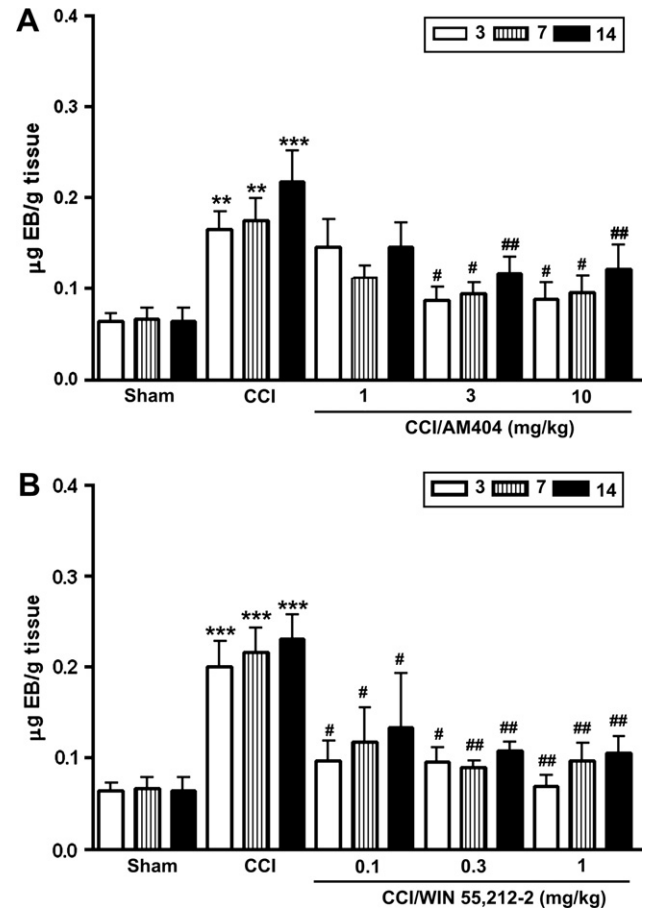 A
0.4
3 7 14
0.3
***
** **
0.2
##
##
# #
# #
0.1
0.0
µg EB/g tissue
Sham CCI 1 3 10
CCI/AM404 (mg/kg)
B
0.4
3 7 14
0.3
***
***
***
0.2
#
#
##
##
# ##
#
##
0.1
0.0
µg EB/g tissue
Sham CCI 0.1 0.3 1
CCI/WIN 55,212-2 (mg/kg)